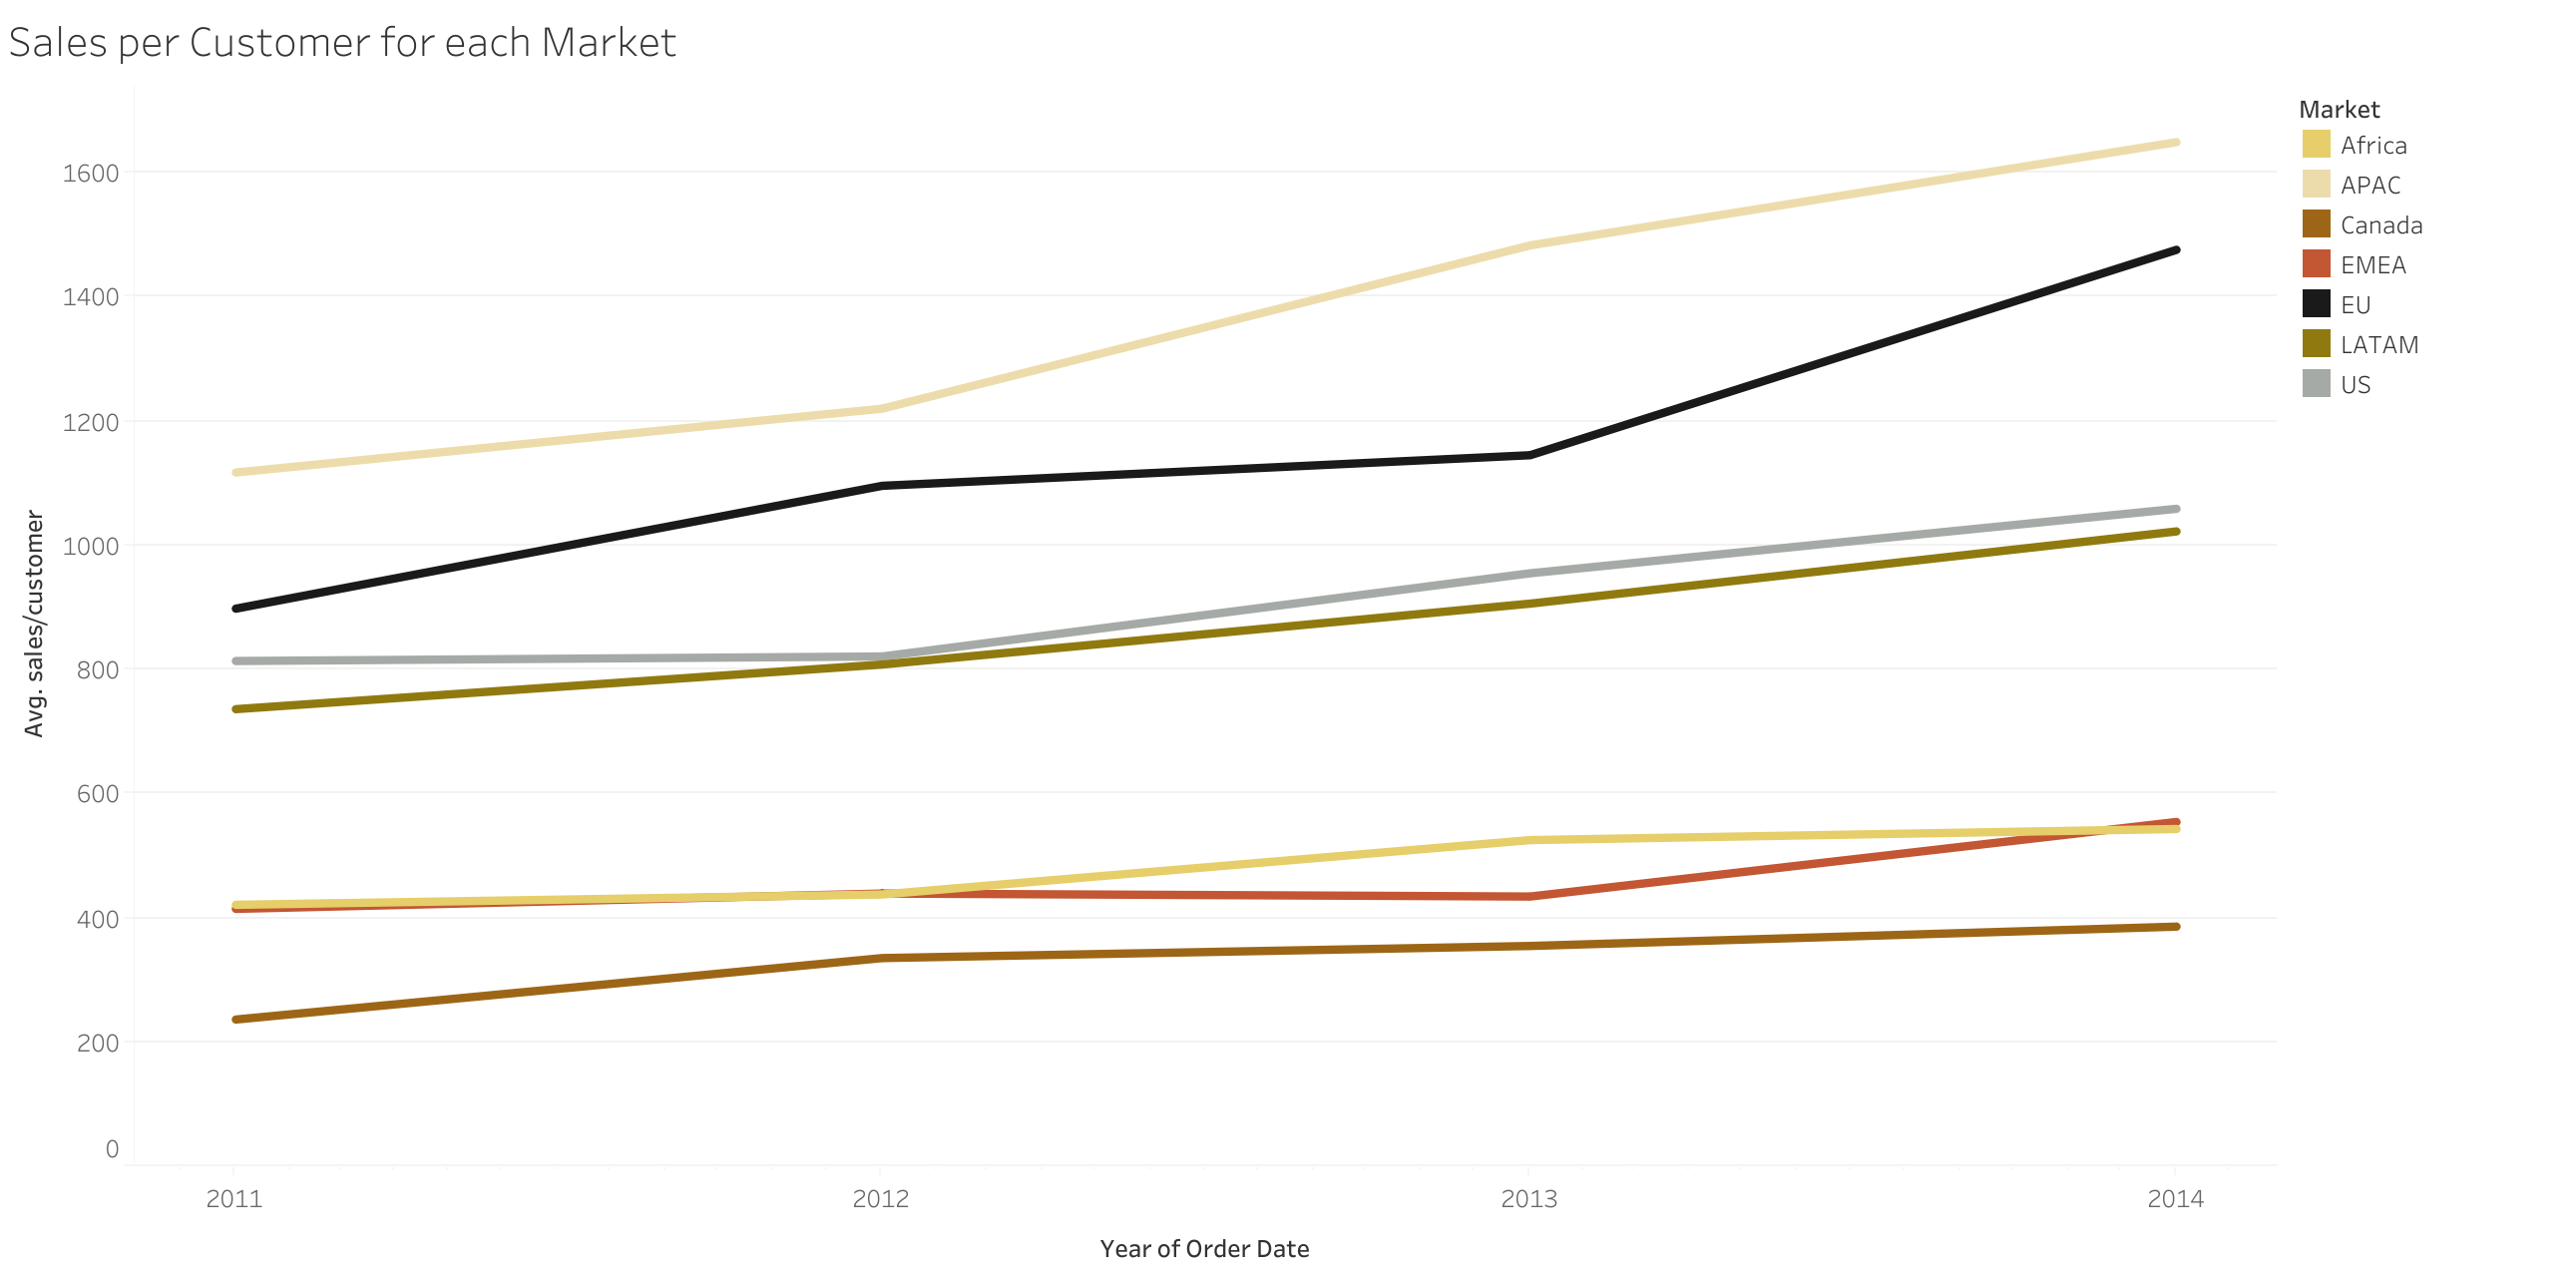 Sales per Customer for each Market
Market
Africa
APAC
Canada
EMEA
EU
LATAM
US
Avg. sales/customer
1600
1400
1200
1000
800
600
400
200
0
2011 2012 2013 2014
Year of Order Date